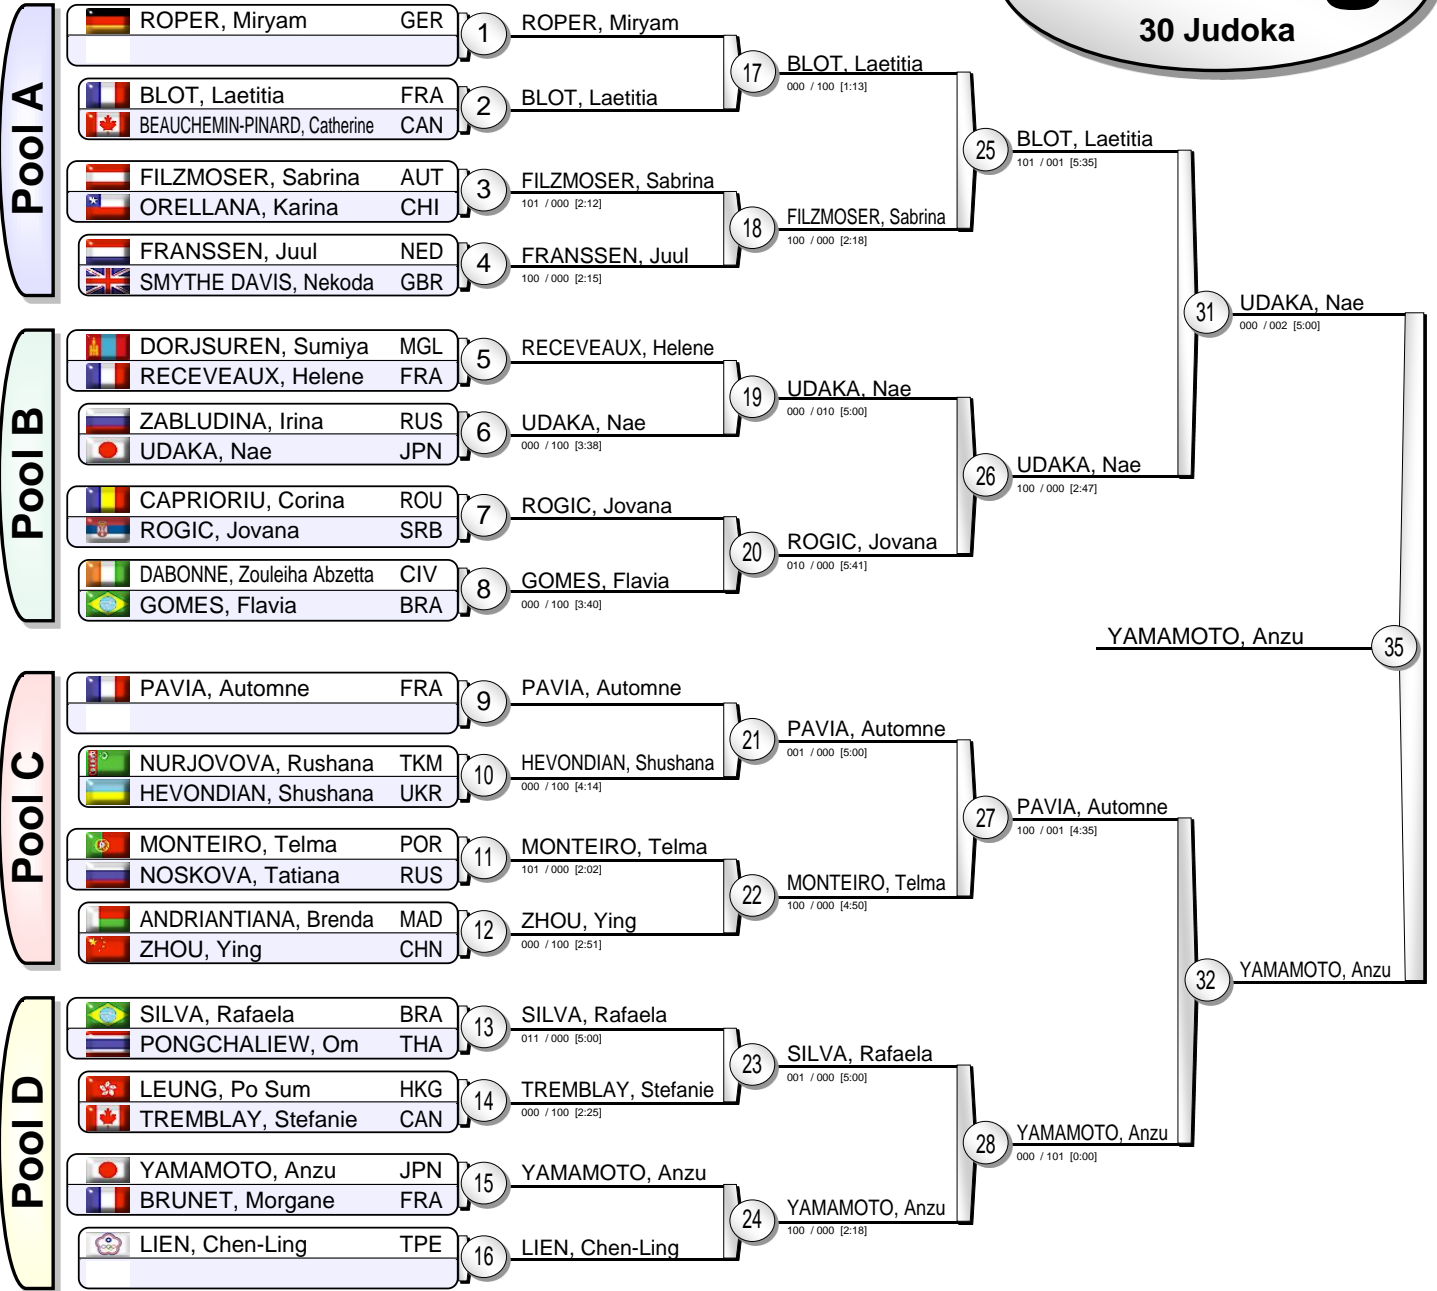 30 Judoka
Pool A
ROPER, Miryam GER
1
ROPER, Miryam
BLOT, Laetitia FRA
BEAUCHEMIN-PINARD, Catherine CAN
2
BLOT, Laetitia
17
BLOT, Laetitia
000 / 100 [1:13]
FILZMOSER, Sabrina AUT
ORELLANA, Karina CHI
3
FILZMOSER, Sabrina
101 / 000 [2:12]
FRANSSEN, Juul NED
SMYTHE DAVIS, Nekoda GBR
4
FRANSSEN, Juul
100 / 000 [2:15]
18
FILZMOSER, Sabrina
100 / 000 [2:18]
25
BLOT, Laetitia
101 / 001 [5:35]
Pool B
DORJSUREN, Sumiya MGL
RECEVEAUX, Helene FRA
5
RECEVEAUX, Helene
ZABLUDINA, Irina RUS
UDAKA, Nae JPN
6
UDAKA, Nae
000 / 100 [3:38]
19
UDAKA, Nae
000 / 010 [5:00]
CAPRIORIU, Corina ROU
ROGIC, Jovana SRB
7
ROGIC, Jovana
DABONNE, Zouleiha Abzetta CIV
GOMES, Flavia BRA
8
GOMES, Flavia
000 / 100 [3:40]
20
ROGIC, Jovana
010 / 000 [5:41]
26
UDAKA, Nae
100 / 000 [2:47]
31
UDAKA, Nae
000 / 002 [5:00]
Pool C
PAVIA, Automne FRA
9
PAVIA, Automne
NURJOVOVA, Rushana TKM
HEVONDIAN, Shushana UKR
10
HEVONDIAN, Shushana
000 / 100 [4:14]
21
PAVIA, Automne
001 / 000 [5:00]
MONTEIRO, Telma POR
NOSKOVA, Tatiana RUS
11
MONTEIRO, Telma
101 / 000 [2:02]
ANDRIANTIANA, Brenda MAD
ZHOU, Ying CHN
12
ZHOU, Ying
000 / 100 [2:51]
22
MONTEIRO, Telma
100 / 000 [4:50]
27
PAVIA, Automne
100 / 001 [4:35]
Pool D
SILVA, Rafaela BRA
PONGCHALIEW, Om THA
13
SILVA, Rafaela
011 / 000 [5:00]
LEUNG, Po Sum HKG
TREMBLAY, Stefanie CAN
14
TREMBLAY, Stefanie
000 / 100 [2:25]
23
SILVA, Rafaela
001 / 000 [5:00]
YAMAMOTO, Anzu JPN
BRUNET, Morgane FRA
15
YAMAMOTO, Anzu
LIEN, Chen-Ling TPE
16
LIEN, Chen-Ling
24
YAMAMOTO, Anzu
100 / 000 [2:18]
28
YAMAMOTO, Anzu
000 / 101 [0:00]
32
YAMAMOTO, Anzu
YAMAMOTO, Anzu
35